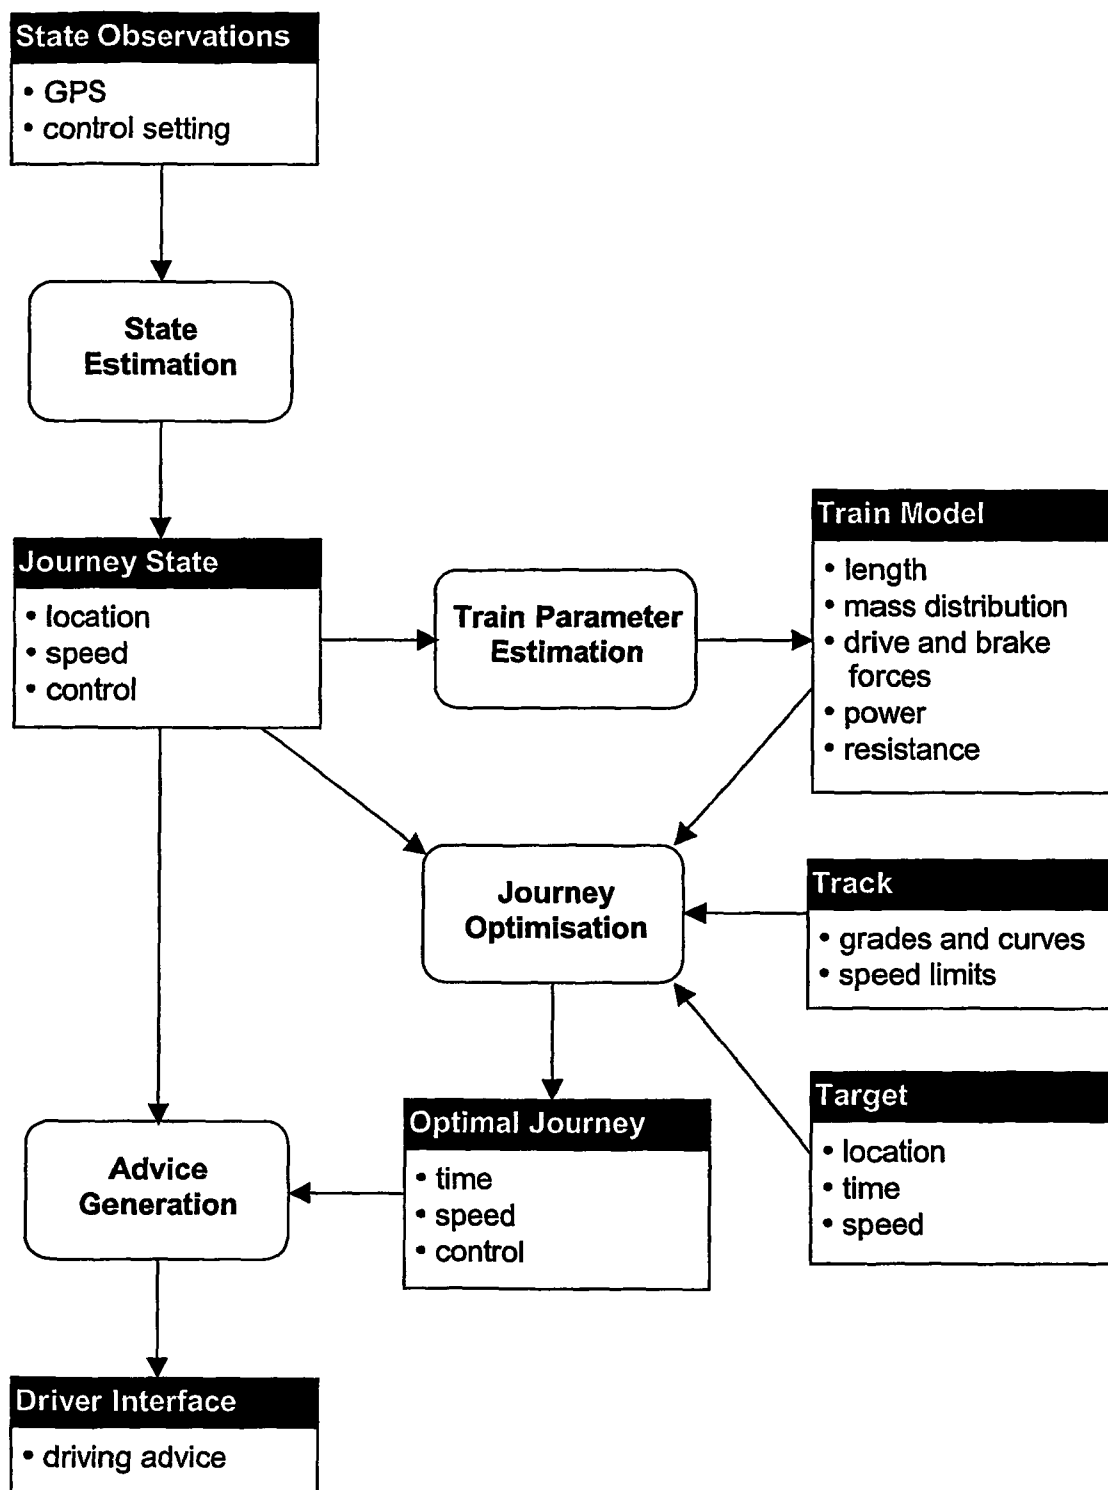 State Observations
• GPS
• control setting
State
Estimation
Journey State
• location
• speed
• control
Train Parameter
Estimation
Train Model
• length
• mass distribution
• drive and brake
forces
• power
• resistance
Journey
Optimisation
Track
• grades and curves
• speed limits
Target
• location
• time
• speed
Optimal Journey
• time
• speed
• control
Advice
Generation
Driver Interface
• driving advice